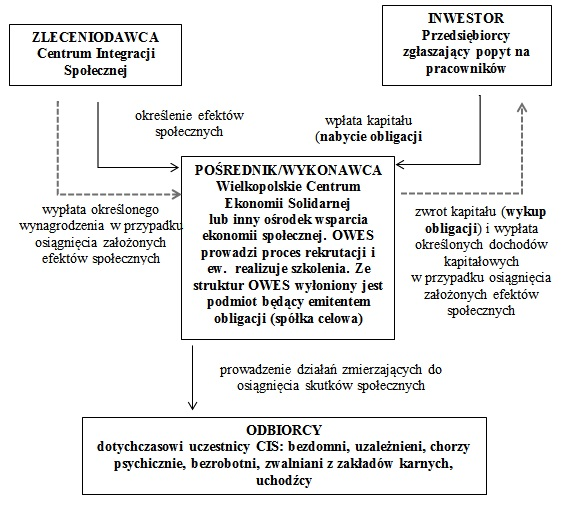 ZLECENIODAWCA
Centrum Integracji
Społecznej
INWESTOR
Przedsiębiorcy
zgłaszający popyt na
pracowników
określenie efektów
społecznych
wpłata kapitału
(nabycie obligacji
POŚREDNIK/WYKONAWCA
Wielkopolskie Centrum
Ekonomii Solidarnej
lub inny ośrodek wsparcia
ekonomii społecznej. OWES
prowadzi proces rekrutacji i
ew. realizuje szkolenia. Ze
struktur OWES wyłoniony jest
podmiot będący emitentem
obligacji (spółka celowa)
wypłata określonego
wynagrodzenia w przypadku
osiągnięcia założonych
efektów społecznych
zwrot kapitału (wykup
obligacji) i wypłata
określonych dochodów
kapitałowych
w przypadku osiągnięcia
założonych efektów
społecznych
prowadzenie działań zmierzających do
osiągnięcia skutków społecznych
ODBIORCY
dotychczasowi uczestnicy CIS: bezdomni, uzależnieni, chorzy
psychicznie, bezrobotni, zwalniani z zakładów karnych,
uchodźcy